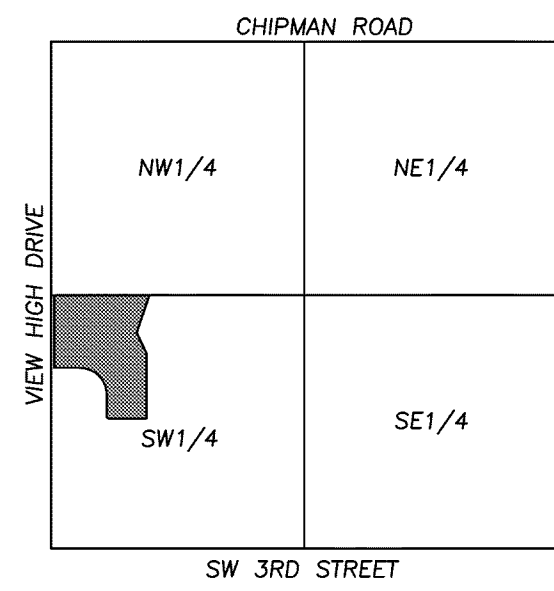 CHIPMAN ROAD
NW1/4
NE1/4
VIEW HIGH DRIVE
SW1/4
SE1/4
SW 3RD STREET